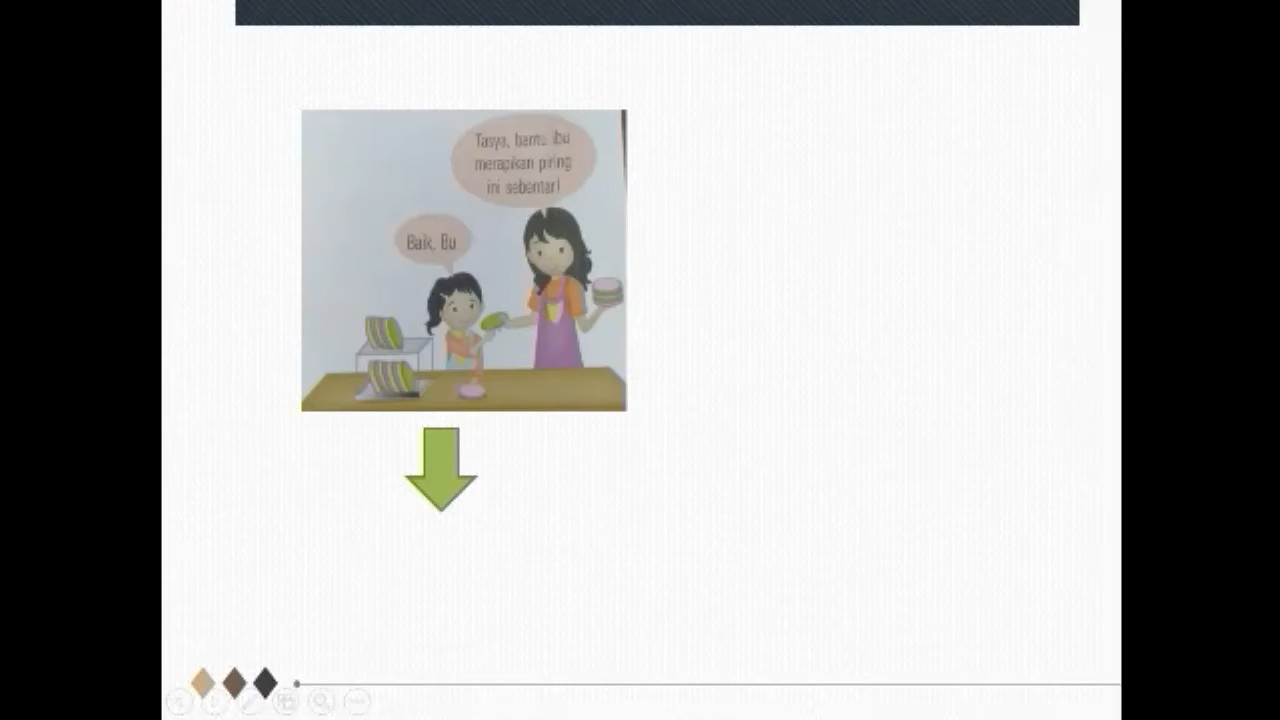 Tasya, bantu ibu
merapikan piring
ini sebentar!
Baik, Bu